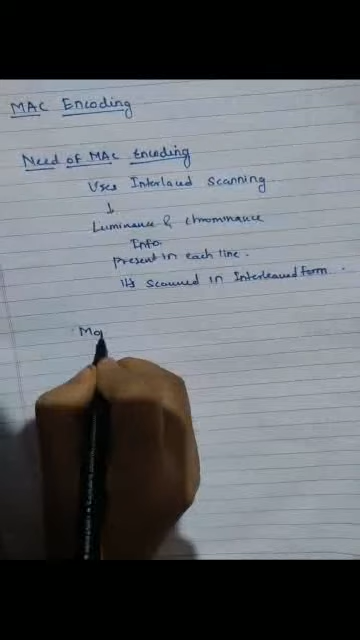 MAC Encoding
Need of MAC Encoding
Uses Interlaced Scanning
↓
Luminance & chrominance
Info.
Present in each line.
It scanned in Interleaved form.
Ma